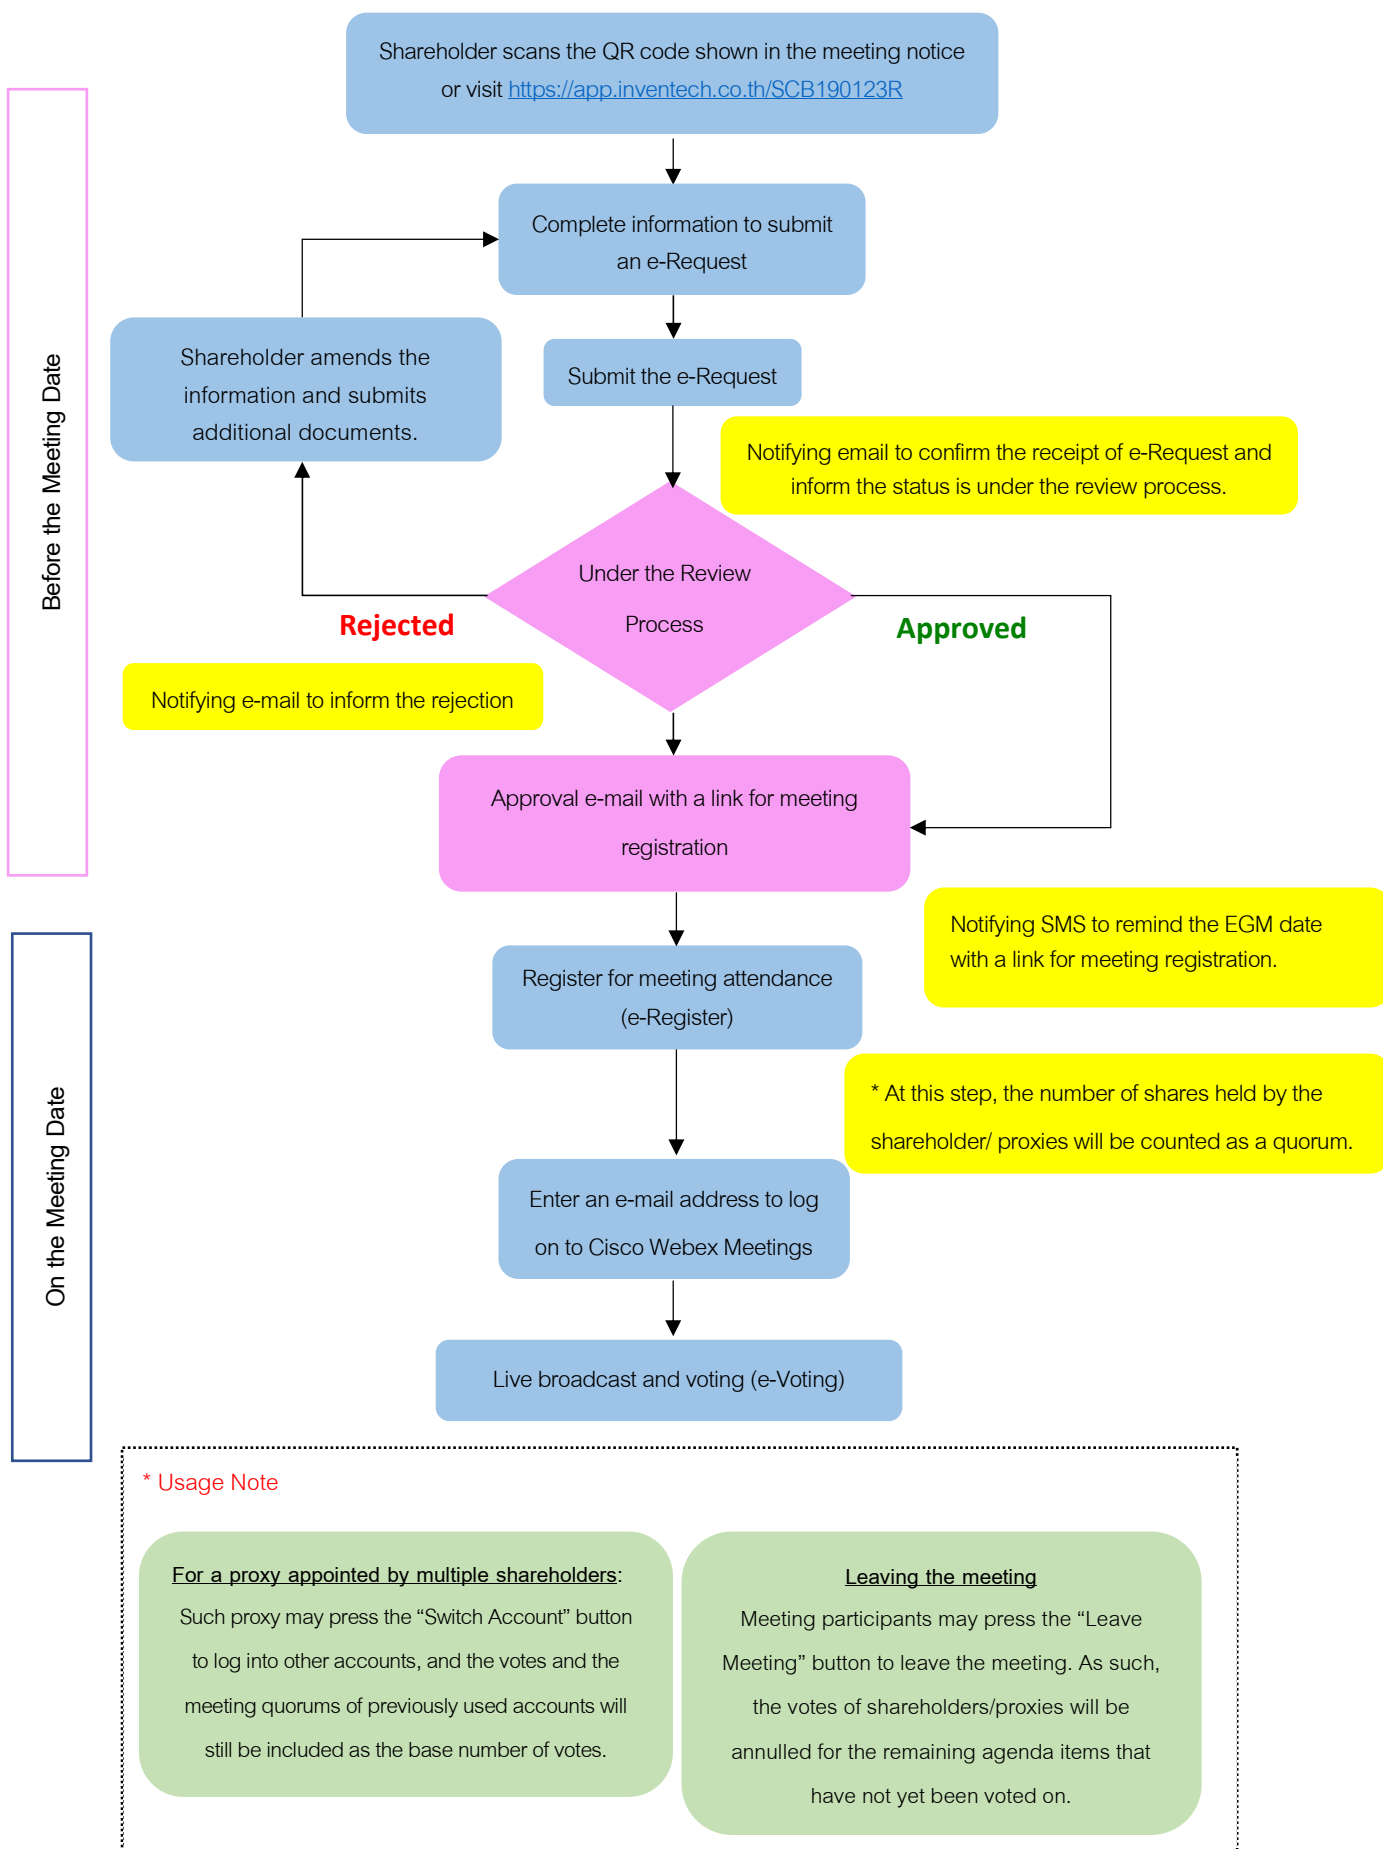 Shareholder scans the QR code shown in the meeting notice
or visit https://app.inventech.co.th/SCB190123R
Before the Meeting Date
Complete information to submit
an e-Request
Shareholder amends the
information and submits
additional documents.
Submit the e-Request
Notifying email to confirm the receipt of e-Request and
inform the status is under the review process.
Under the Review
Process
Rejected
Approved
Notifying e-mail to inform the rejection
Approval e-mail with a link for meeting
registration
Notifying SMS to remind the EGM date
with a link for meeting registration.
On the Meeting Date
Register for meeting attendance
(e-Register)
* At this step, the number of shares held by the
shareholder/ proxies will be counted as a quorum.
Enter an e-mail address to log
on to Cisco Webex Meetings
Live broadcast and voting (e-Voting)
* Usage Note
For a proxy appointed by multiple shareholders:
Such proxy may press the “Switch Account” button
to log into other accounts, and the votes and the
meeting quorums of previously used accounts will
still be included as the base number of votes.
Leaving the meeting
Meeting participants may press the “Leave
Meeting” button to leave the meeting. As such,
the votes of shareholders/proxies will be
annulled for the remaining agenda items that
have not yet been voted on.